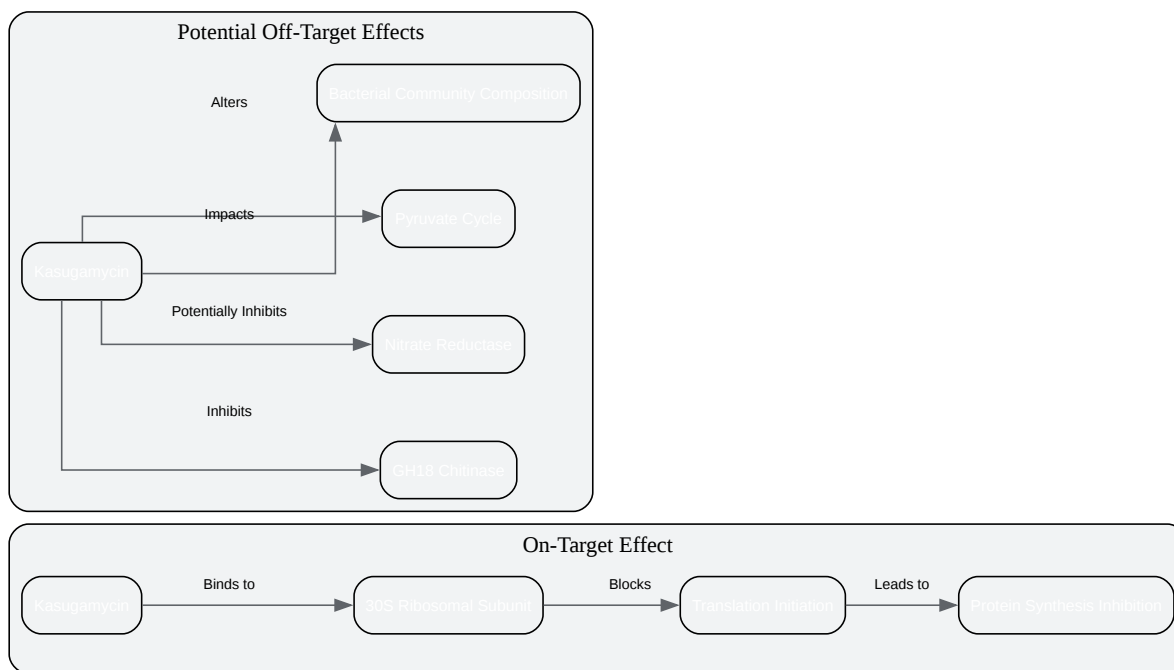 Potential Off-Target Effects
Bacterial Community Composition
Alters
Impacts
Pyruvate Cycle
Kasugamycin
Potentially Inhibits
Nitrate Reductase
Inhibits
GH18 Chitinase
On-Target Effect
Kasugamycin
Binds to
30S Ribosomal Subunit
Blocks
Translation Initiation
Leads to
Protein Synthesis Inhibition